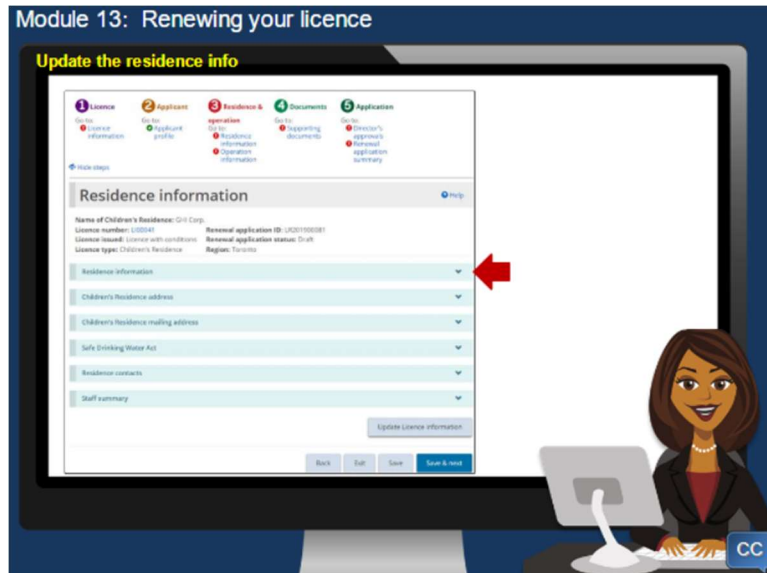 Module 13: Renewing your licence
Update the residence info
1 Licence 2 Applicant 3 Residence & operation 4 Documents 5 Application
Go to: Go to: Go to: Go to: Go to:
Licence information
Applicant profile
Residence information
Operation information
Supporting documents
Director's approvals
Renewal application summary
Hide steps
Residence information Help
Name of Children's Residence: GHI Corp.
Licence number: LI00041 Renewal application ID: LR201900381
Licence issued: Licence with conditions Renewal application status: Draft
Licence type: Children's Residence Region: Toronto
Residence information
Children's Residence address
Children's Residence mailing address
Safe Drinking Water Act
Residence contacts
Staff summary
Update Licence information
Back Exit Save Save & next
CC